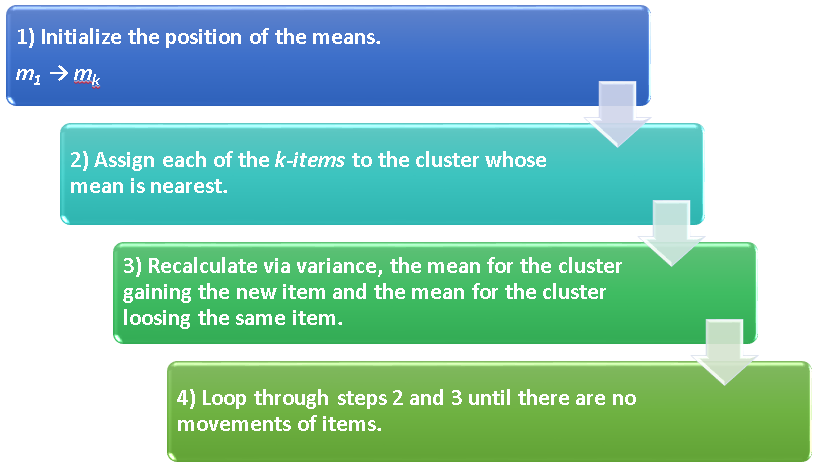 1) Initialize the position of the means.
m1 → mk
2) Assign each of the k-items to the cluster whose
mean is nearest.
3) Recalculate via variance, the mean for the cluster
gaining the new item and the mean for the cluster
loosing the same item.
4) Loop through steps 2 and 3 until there are no
movements of items.